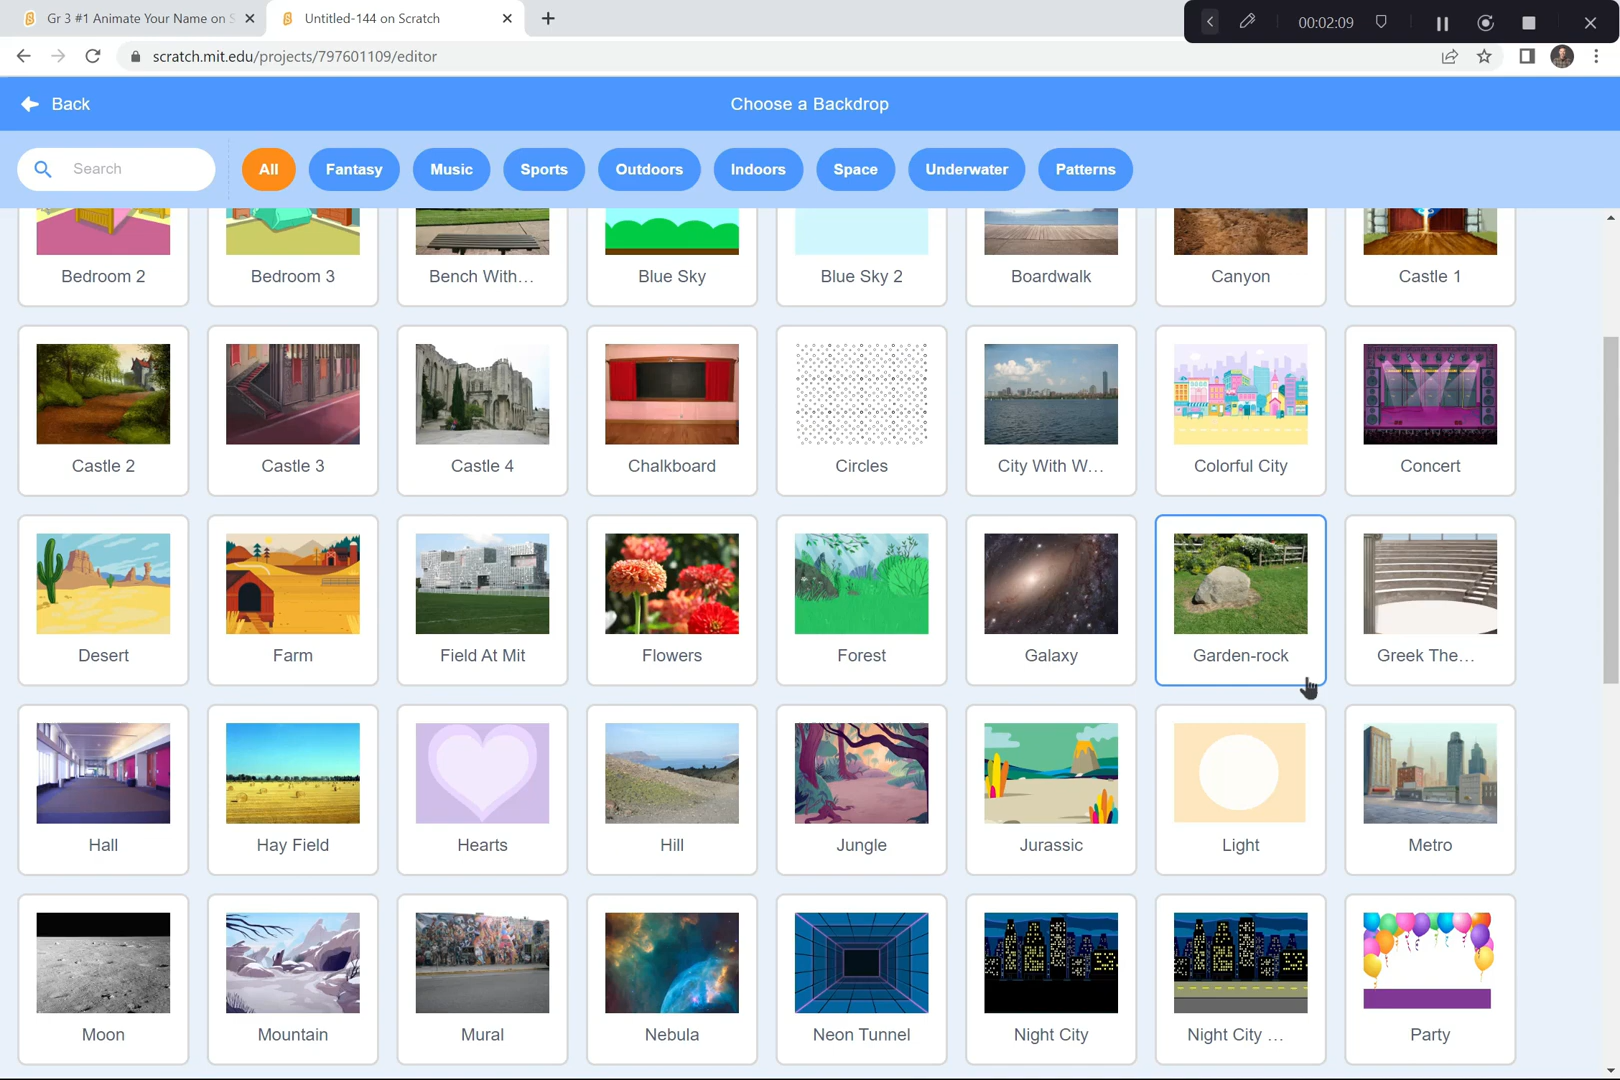 Gr 3 #1 Animate Your Name on S
Untitled-144 on Scratch
00:02:09
scratch.mit.edu/projects/797601109/editor
Back
Choose a Backdrop
Search
All
Fantasy
Music
Sports
Outdoors
Indoors
Space
Underwater
Patterns
Bedroom 2
Bedroom 3
Bench With...
Blue Sky
Blue Sky 2
Boardwalk
Canyon
Castle 1
Castle 2
Castle 3
Castle 4
Chalkboard
Circles
City With W...
Colorful City
Concert
Desert
Farm
Field At Mit
Flowers
Forest
Galaxy
Garden-rock
Greek The...
Hall
Hay Field
Hearts
Hill
Jungle
Jurassic
Light
Metro
Moon
Mountain
Mural
Nebula
Neon Tunnel
Night City
Night City ...
Party